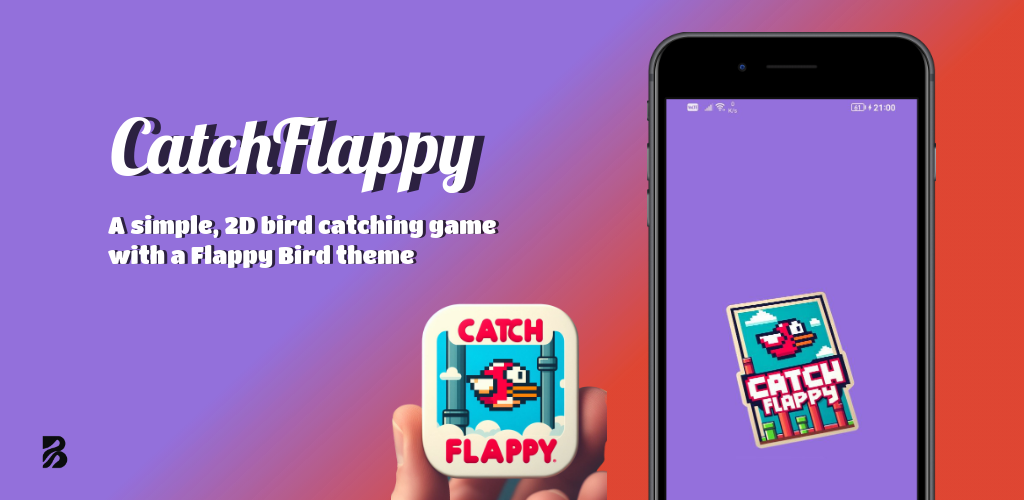 CatchFlappy
A simple, 2D bird catching game
with a Flappy Bird theme
CATCH
FLAPPY.
21:00
CATCH
FLAPPY